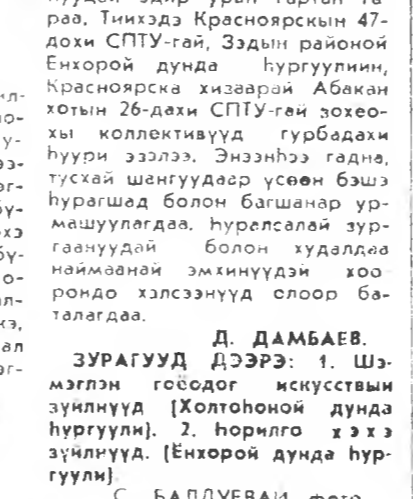 раа. Тиихэдэ Красноярскын 47-
дохи СПТУ-гай, Зэдын районой
Енхорой дунда һургуулиин,
Красноярска хизаарай Абакан
хотын 26-дахи СПТУ-гай зохео-
хы коллективүүд гурбадахи
һуури эзэлээ. Энээнһээ гадна,
тусхай шангуудаар үсөөн бэшэ
һурагшад болон багшанар ур-
машуулагдаа. Һуралсалай зур-
гаануудай болон худалдаа
наймаанай эмхинүүдэй хоо
рондо хэлсээнүүд олоор ба-
талагдаа.
Д. ДАМБАЕВ.
ЗУРАГУУД ДЭЭРЭ: 1. Шэ-
мэглэн гоёодог искусствын
зүйлнүүд (Холтоһоной дунда
һургуули). 2. Һорилго хэхэ
зүйлнүүд. (Ёнхорой дунда һур-
гуули)